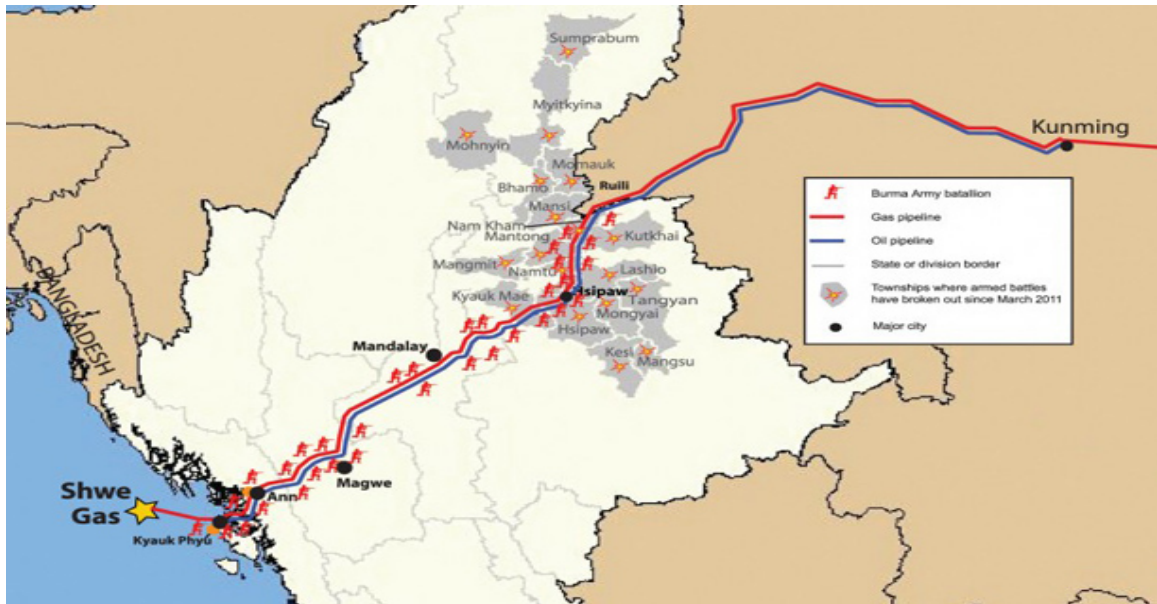 Sumprabum
Myitkyina
Mohnyin
Momauk
Bhamo
Ruili
Mansi
Nam Kham
Mantong
Kutkhai
Mangmit
Namtu
Lashio
Kyauk Mae
Hsipaw
Tangyan
Mongyai
Hsipaw
Kesi
Mangsu
Mandalay
Magwe
Ann
Shwe
Gas
Kyauk Phyu
BANGKADESH
Kunming
Burma Army batallion
Gas pipeline
Oil pipeline
State or division border
Townships where armed battles
have broken out since March 2011
Major city